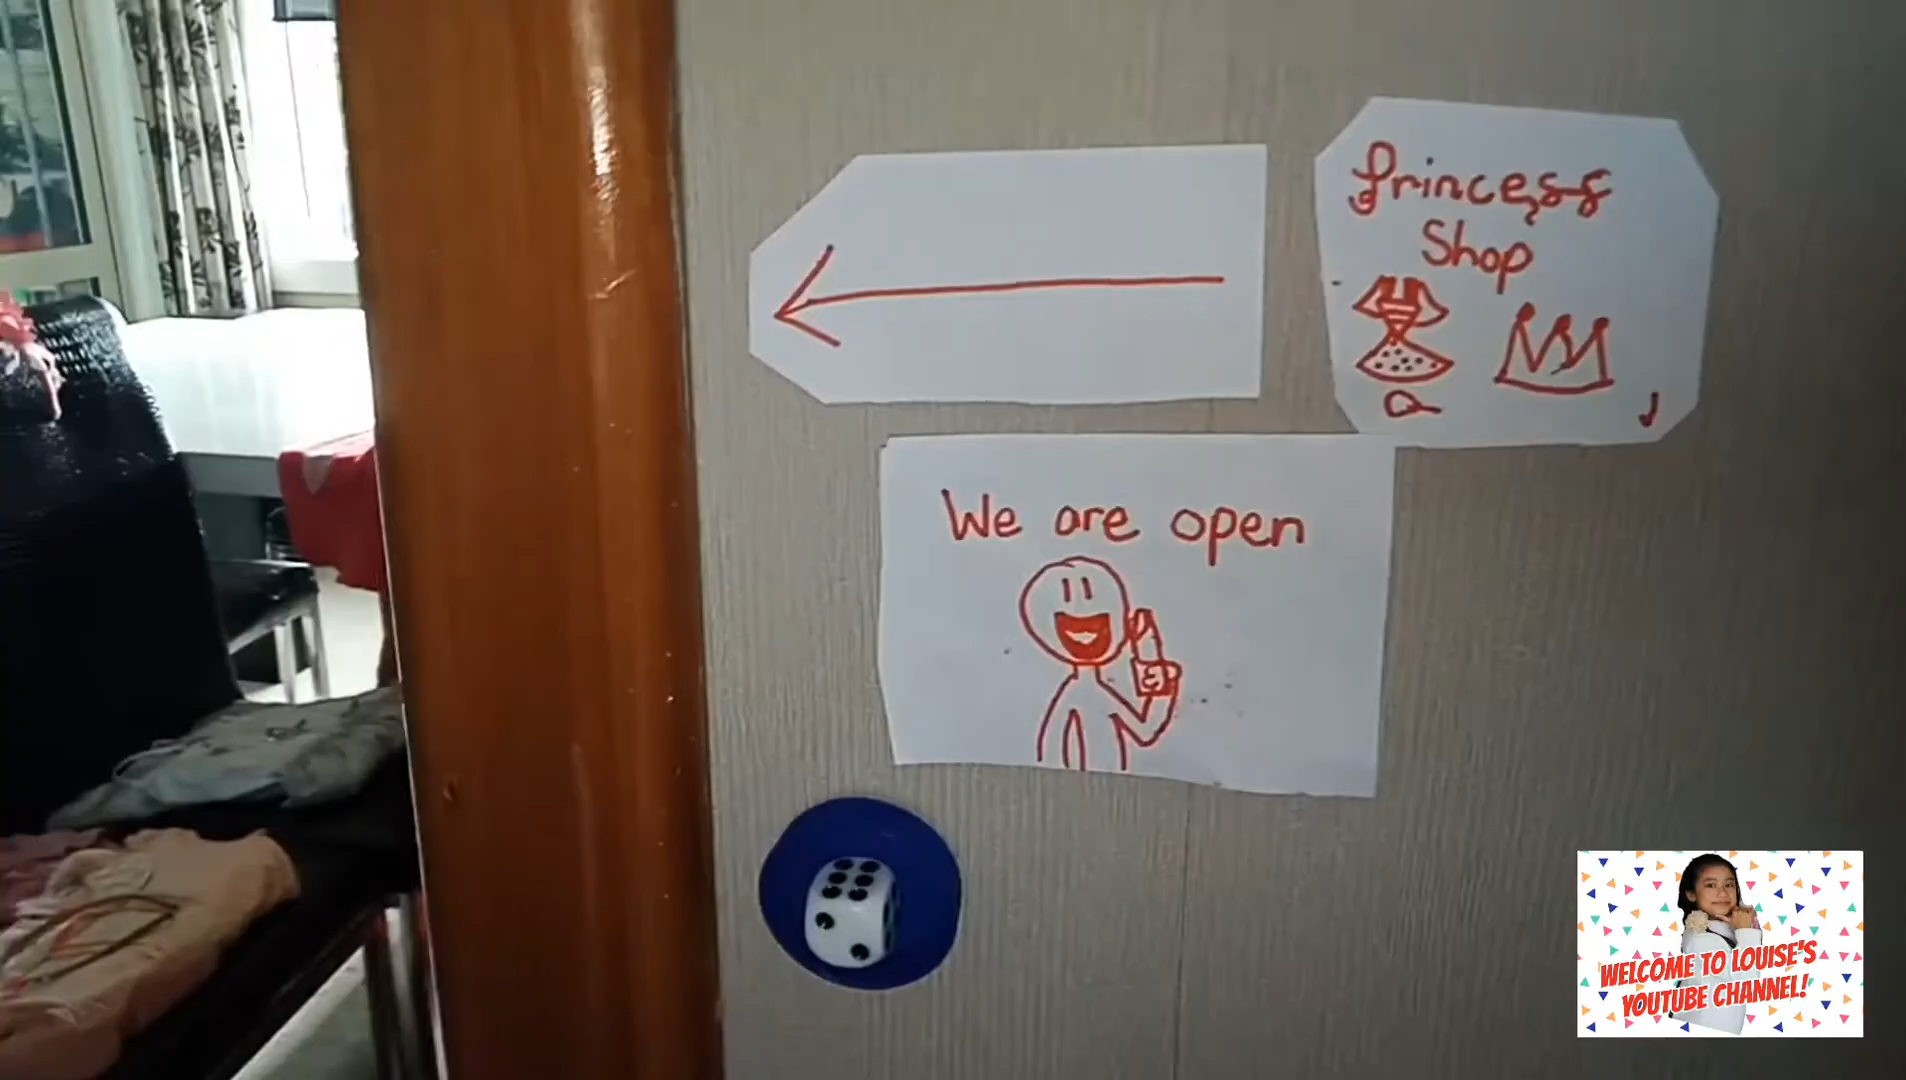 Princess
Shop
We are open
WELCOME TO LOUISE'S
YOUTUBE CHANNEL!